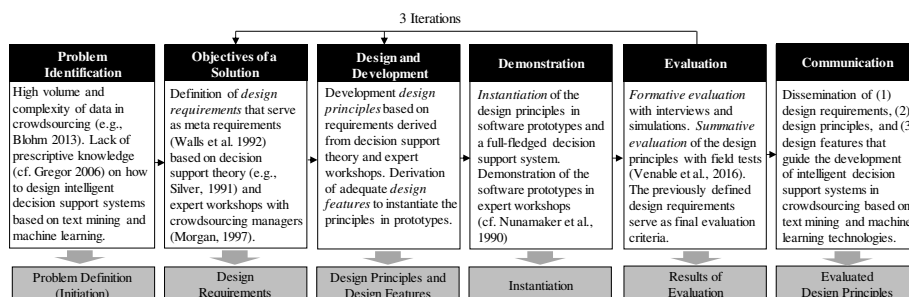 3 Iterations
Problem
Identification
High volume and
complexity of data in
crowdsourcing (e.g.,
Blohm 2013). Lack of
prescriptive knowledge
(cf. Gregor 2006) on how
to design intelligent
decision support systems
based on text mining and
machine learning.
Problem Definition
(Initiation)
Objectives of a
Solution
Definition of design
requirements that serve
as meta requirements
(Walls et al. 1992)
based on decision
support theory (e.g.,
Silver, 1991) and
expert workshops with
crowdsourcing managers
(Morgan, 1997).
Design
Requirements
Design and
Development
Development design
principles based on
requirements derived
from decision support
theory and expert
workshops. Derivation
of adequate design
features to instantiate
the principles in prototypes.
Design Principles and
Design Features
Demonstration
Instantiation of the
design principles in
software prototypes and
a full-fledged decision
support system.
Demonstration of the
software prototypes in
expert workshops
(cf. Nunamaker et al.,
1990)
Instantiation
Evaluation
Formative evaluation
with interviews and
simulations. Summative
evaluation of the design
principles with field tests
(Venable et al., 2016).
The previously defined
design requirements
serve as final evaluation
criteria.
Results of
Evaluation
Communication
Dissemination of (1)
design requirements, (2)
design principles, and (3
design features that
guide the development
of intelligent decision
support systems in
crowdsourcing based on
text mining and machine
learning technologies.
Evaluated
Design Principles